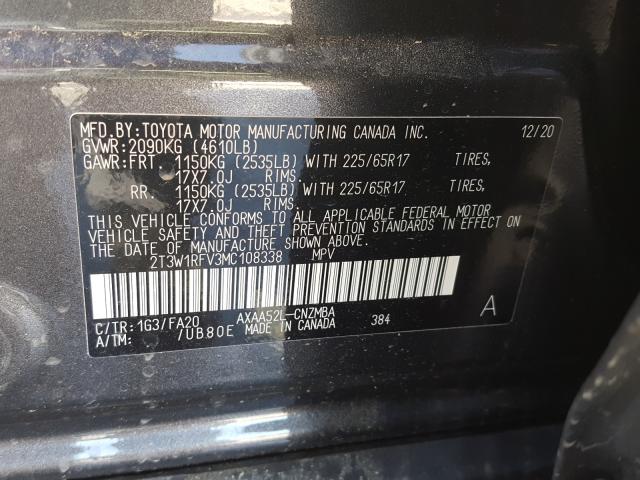 MFD.BY:TOYOTA MOTOR MANUFACTURING CANADA INC. 12/20
GVWR:2090KG (4610LB)
GAWR:FRT. 1150KG (2535LB) WITH 225/65R17 TIRES,
17X7.0J RIMS.
RR. 1150KG (2535LB) WITH 225/65R17 TIRES,
17X7.0J RIMS.
THIS VEHICLE CONFORMS TO ALL APPLICABLE FEDERAL MOTOR
VEHICLE SAFETY AND THEFT PREVENTION STANDARDS IN EFFECT ON
THE DATE OF MANUFACTURE SHOWN ABOVE.
2T3W1RFV3MC108338 MPV
C/TR:1G3/FA20 AXAA52L-CNZMBA 384 A
A/TM: /UB80E MADE IN CANADA